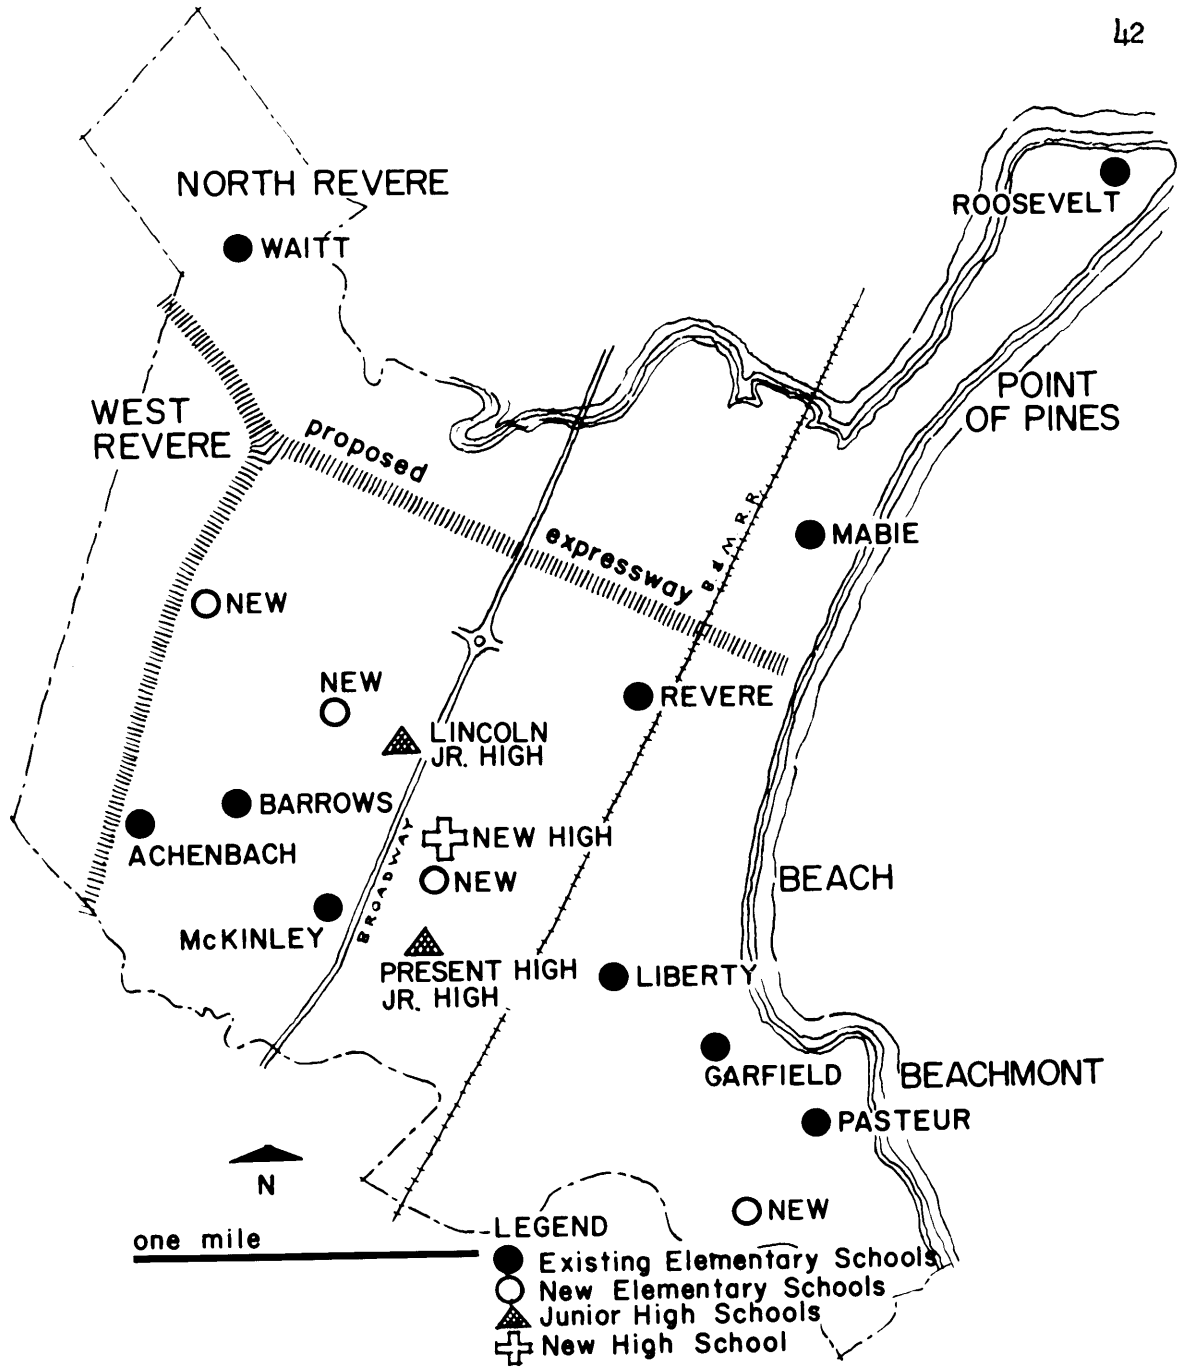 42
NORTH REVERE
WAITT
ROOSEVELT
POINT
OF PINES
WEST
REVERE
proposed
expressway
B. & M. R.R.
MABIE
NEW
NEW
REVERE
LINCOLN
JR. HIGH
BARROWS
ACHENBACH
BROADWAY
NEW HIGH
NEW
BEACH
McKINLEY
PRESENT HIGH
JR. HIGH
LIBERTY
GARFIELD
BEACHMONT
PASTEUR
N
NEW
one mile
LEGEND
Existing Elementary Schools
New Elementary Schools
Junior High Schools
New High School